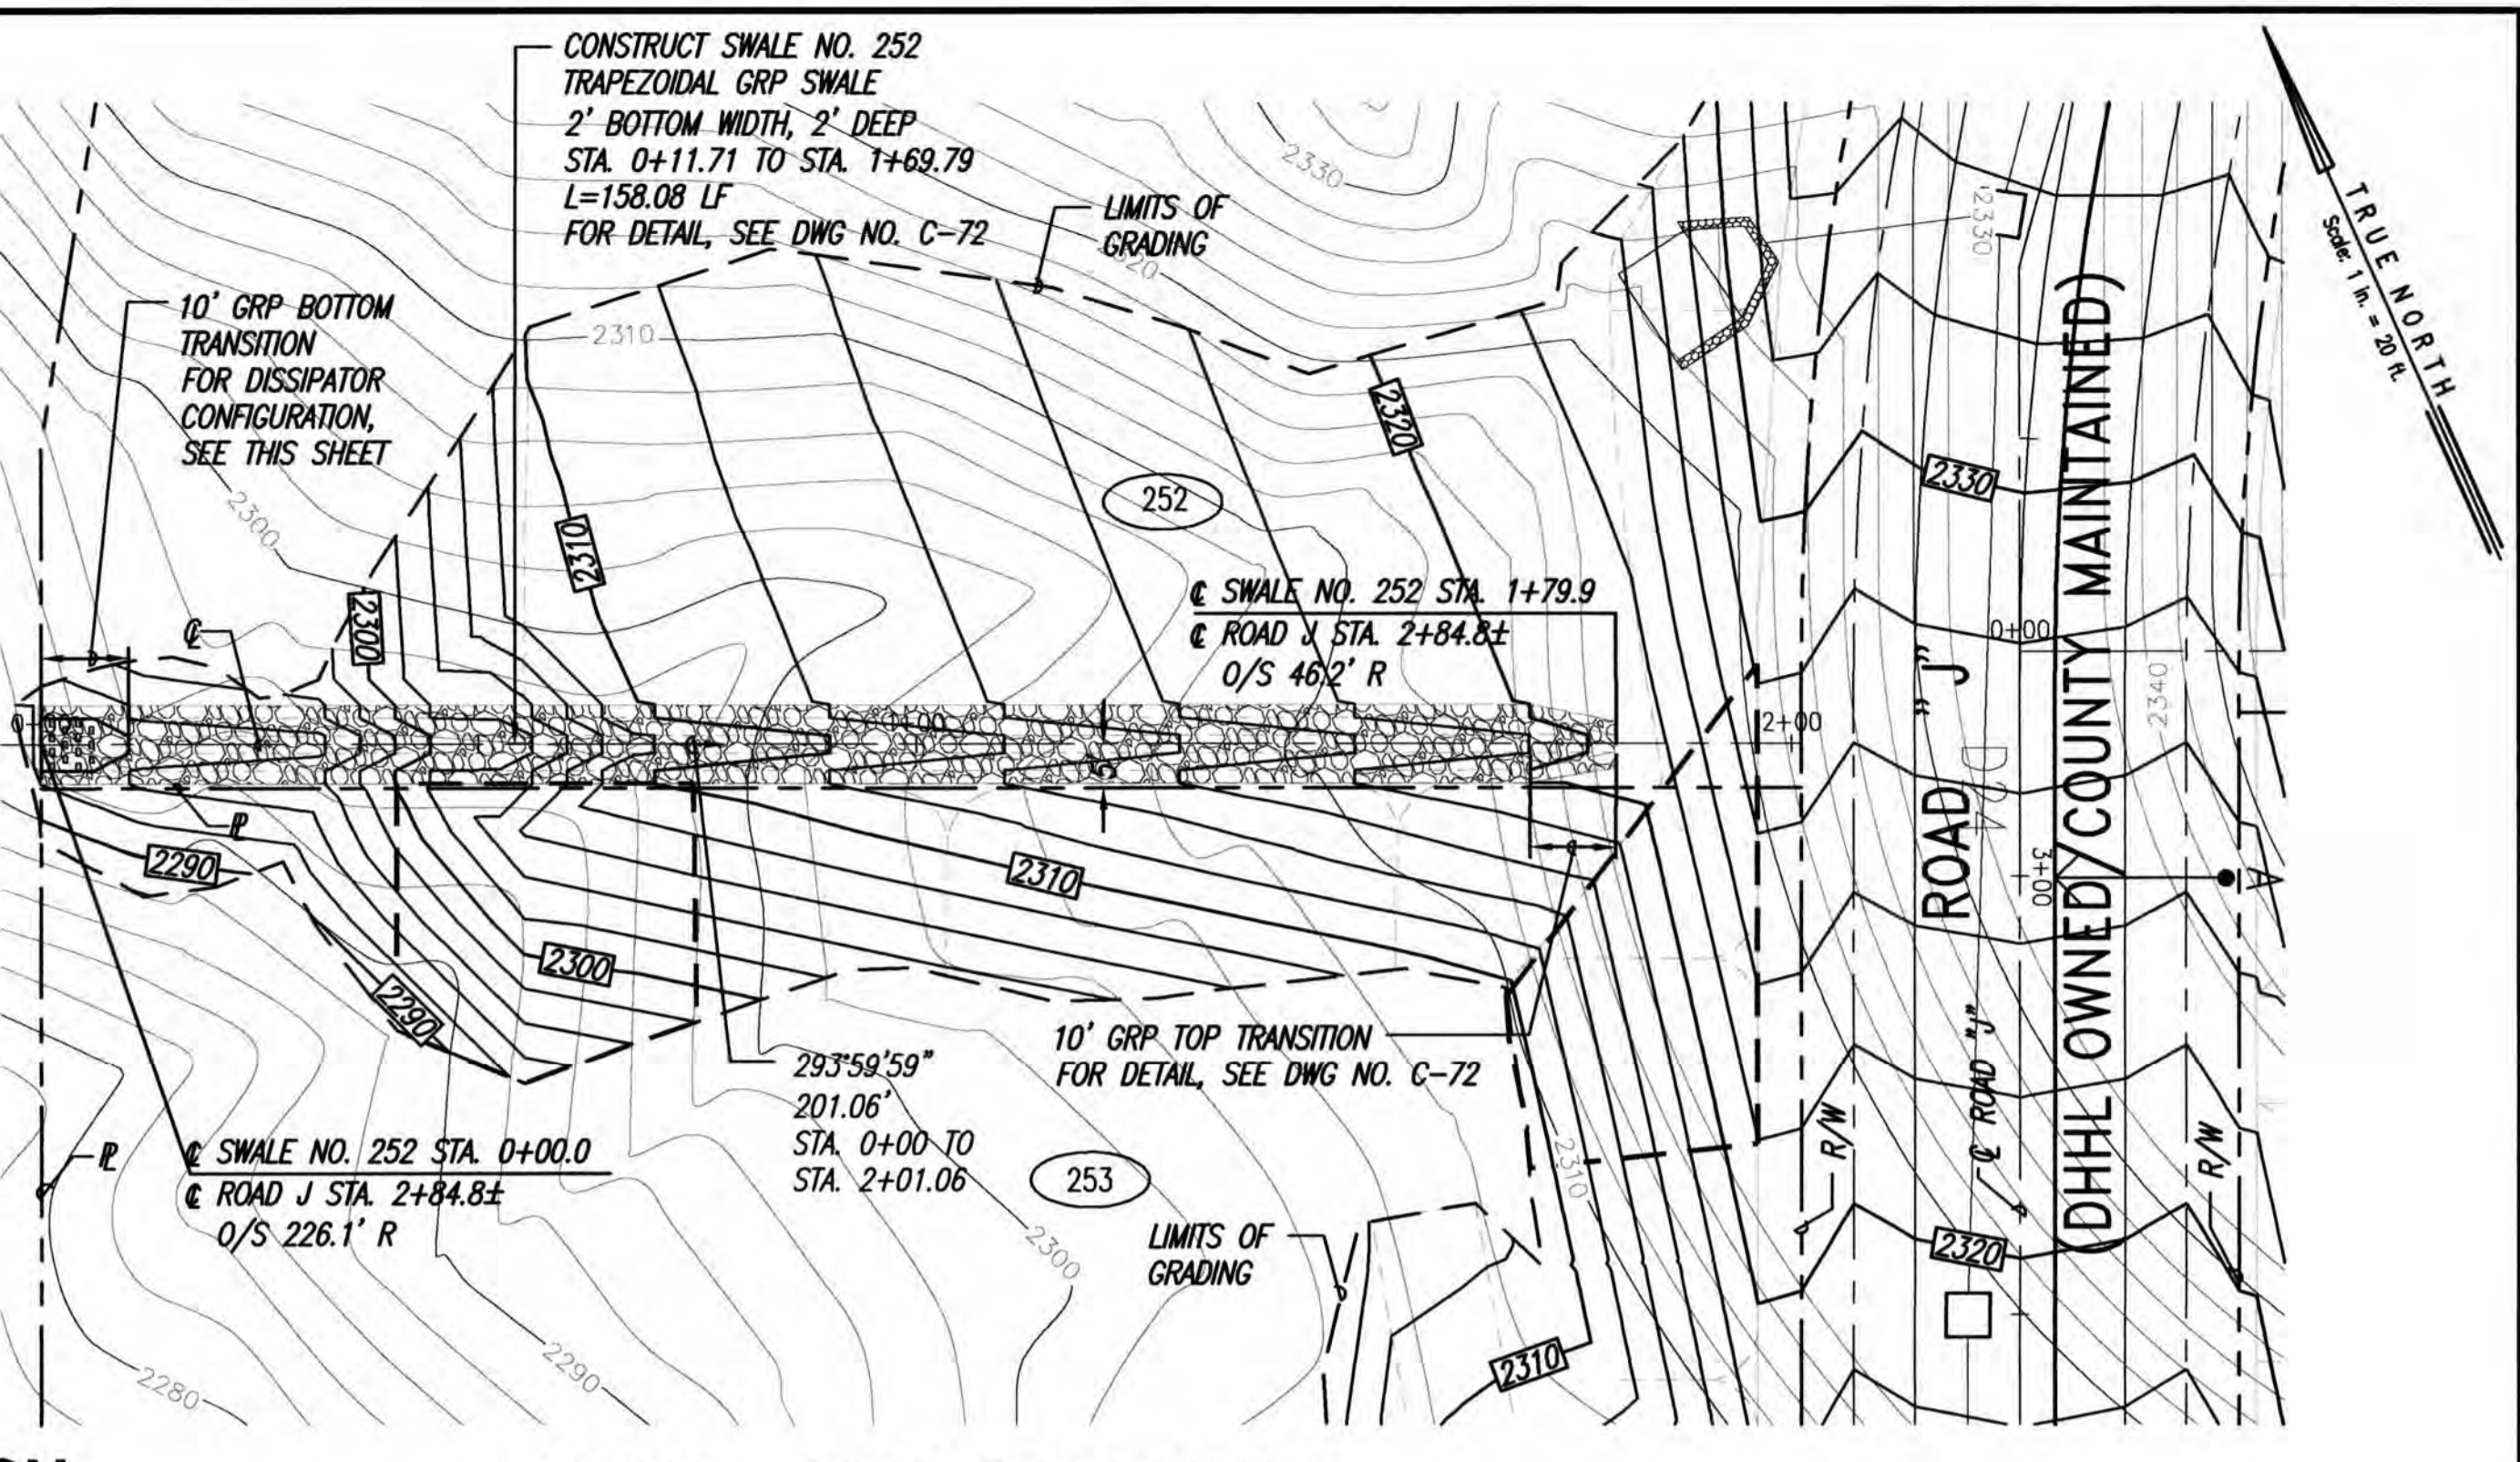 CONSTRUCT SWALE NO. 252
TRAPEZOIDAL GRP SWALE
2' BOTTOM WIDTH, 2' DEEP
STA. 0+11.71 TO STA. 1+69.79
L=158.08 LF
FOR DETAIL, SEE DWG NO. C-72
LIMITS OF
GRADING
2330
2320
TRUE NORTH
Scale: 1 in. = 20 ft.
10' GRP BOTTOM
TRANSITION
FOR DISSIPATOR
CONFIGURATION,
SEE THIS SHEET
2310
2300
2310
2320
252
2330
2330
2300
℄
℄ SWALE NO. 252 STA. 1+79.9
℄ ROAD J STA. 2+84.8±
O/S 46.2' R
0+00
2340
1+00
2+00
5'
ROAD "J"
(DHHL OWNED/COUNTY MAINTAINED)
3+00
A
℄ ROAD "J"
R/W
R/W
2320
2290
2310
2300
2290
10' GRP TOP TRANSITION
FOR DETAIL, SEE DWG NO. C-72
293°59'59"
201.06'
STA. 0+00 TO
STA. 2+01.06
253
℄ SWALE NO. 252 STA. 0+00.0
℄ ROAD J STA. 2+84.8±
O/S 226.1' R
LIMITS OF
GRADING
2310
2300
2310
2290
2280